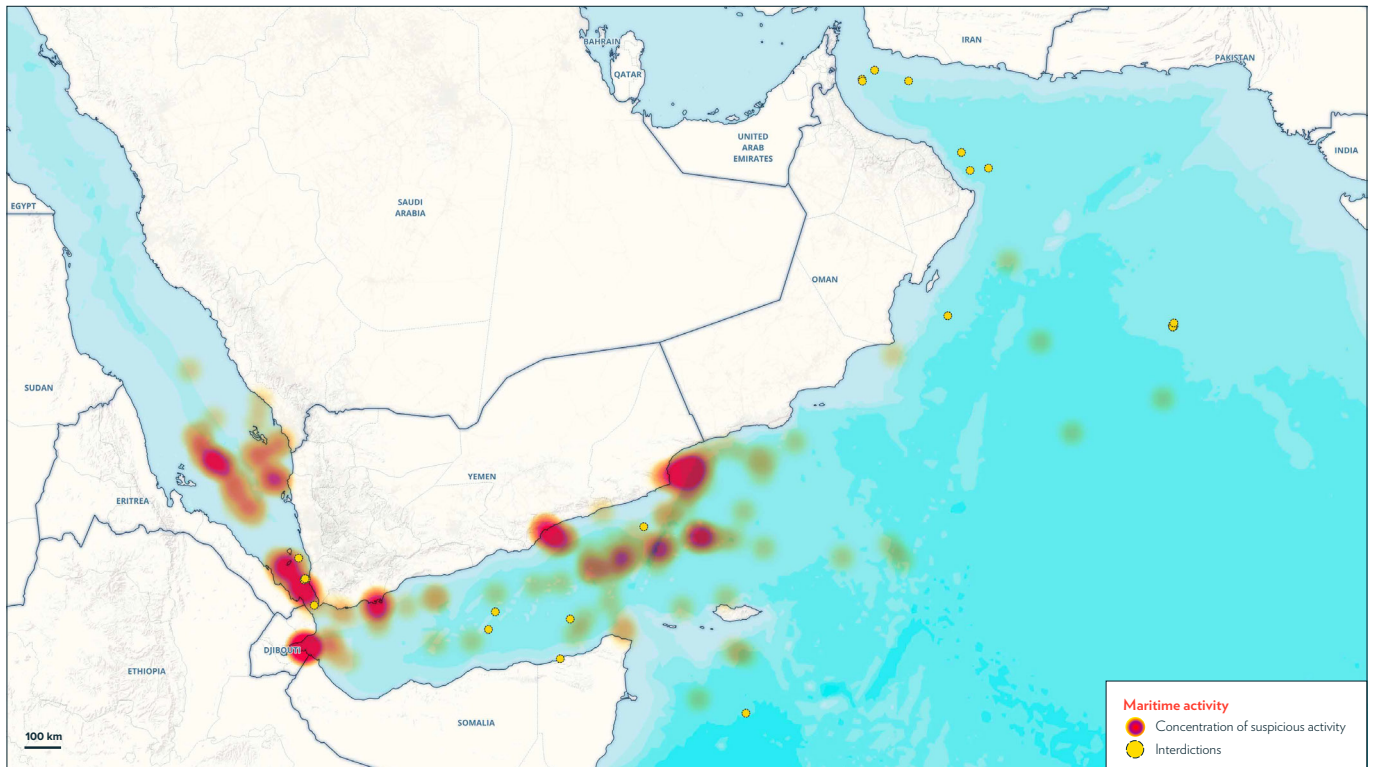 BAHRAIN
IRAN
PAKISTAN
QATAR
UNITED
ARAB
EMIRATES
INDIA
EGYPT
SAUDI
ARABIA
OMAN
SUDAN
ERITREA
YEMEN
DJIBOUTI
ETHIOPIA
SOMALIA
100 km
Maritime activity
Concentration of suspicious activity
Interdictions